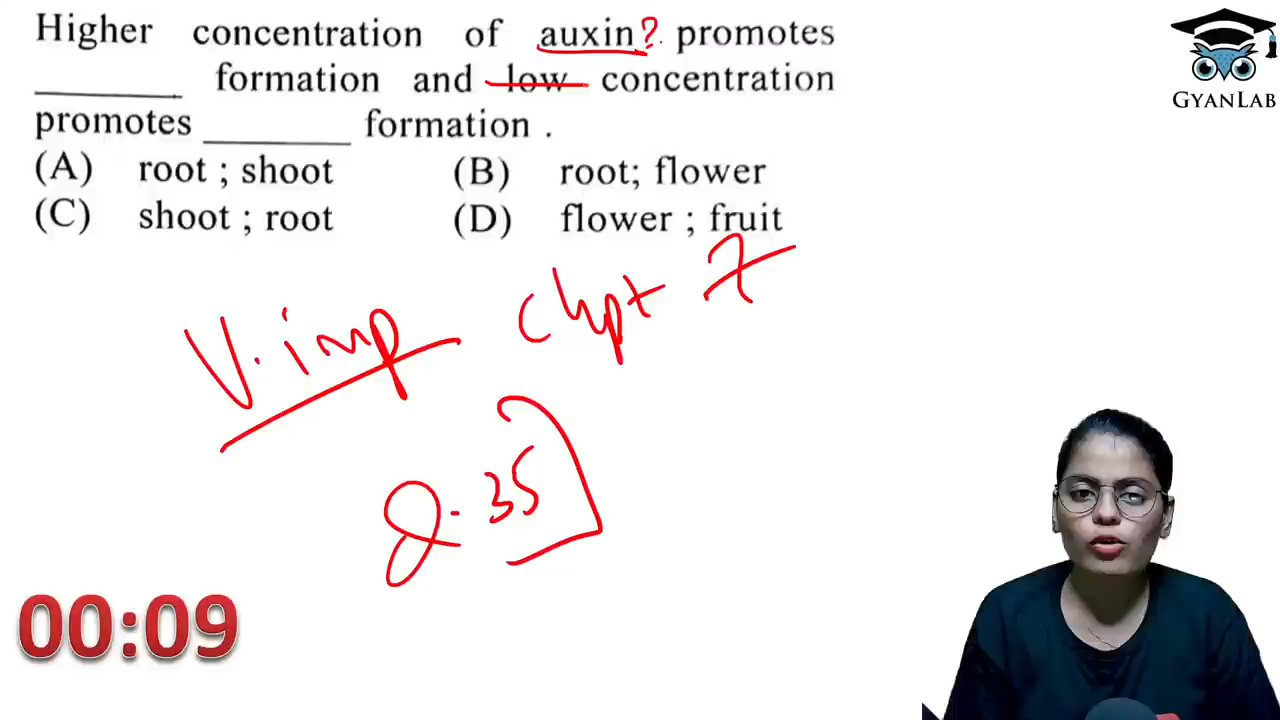 Higher concentration of auxin? promotes
________ formation and low concentration
promotes ________ formation .
(A) root ; shoot (B) root; flower
(C) shoot ; root (D) flower ; fruit
V. imp Chpt 7
Q. 35
00:09
GYANLAB